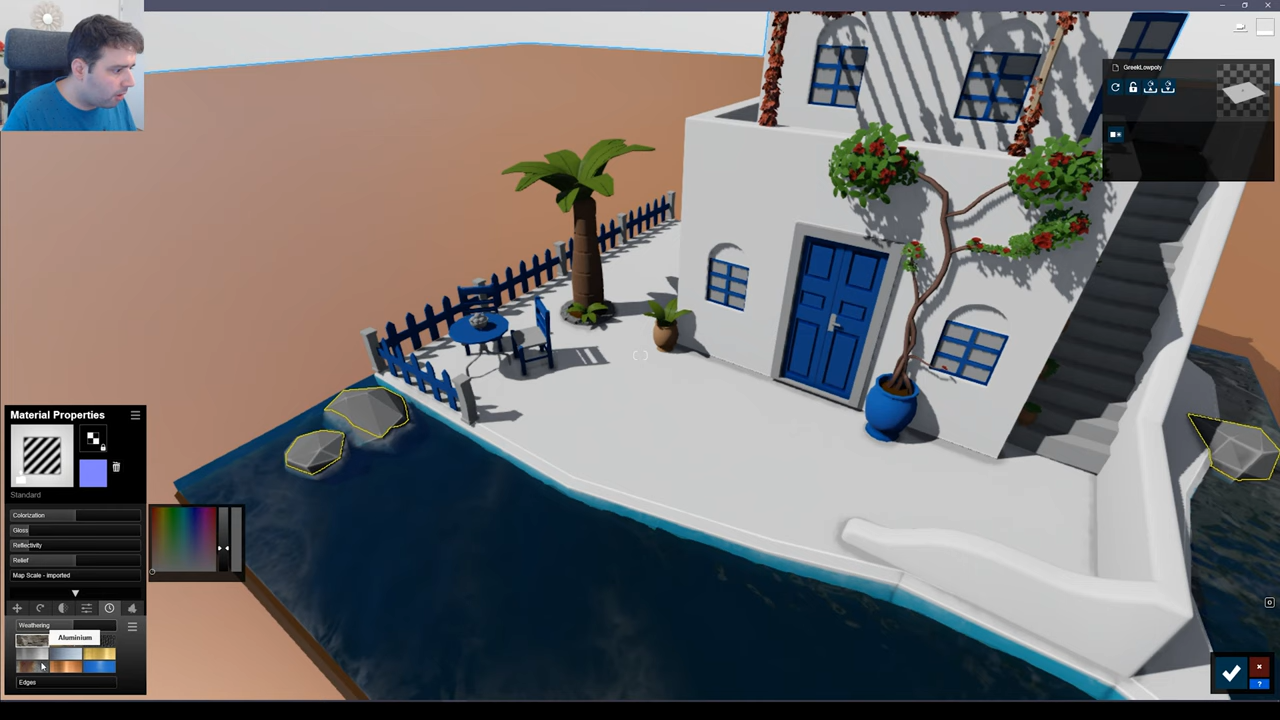 GreekLowpoly
Material Properties
Standard
Colorization
Gloss
Reflectivity
Relief
Map Scale - imported
Weathering
Aluminium
Edges
?